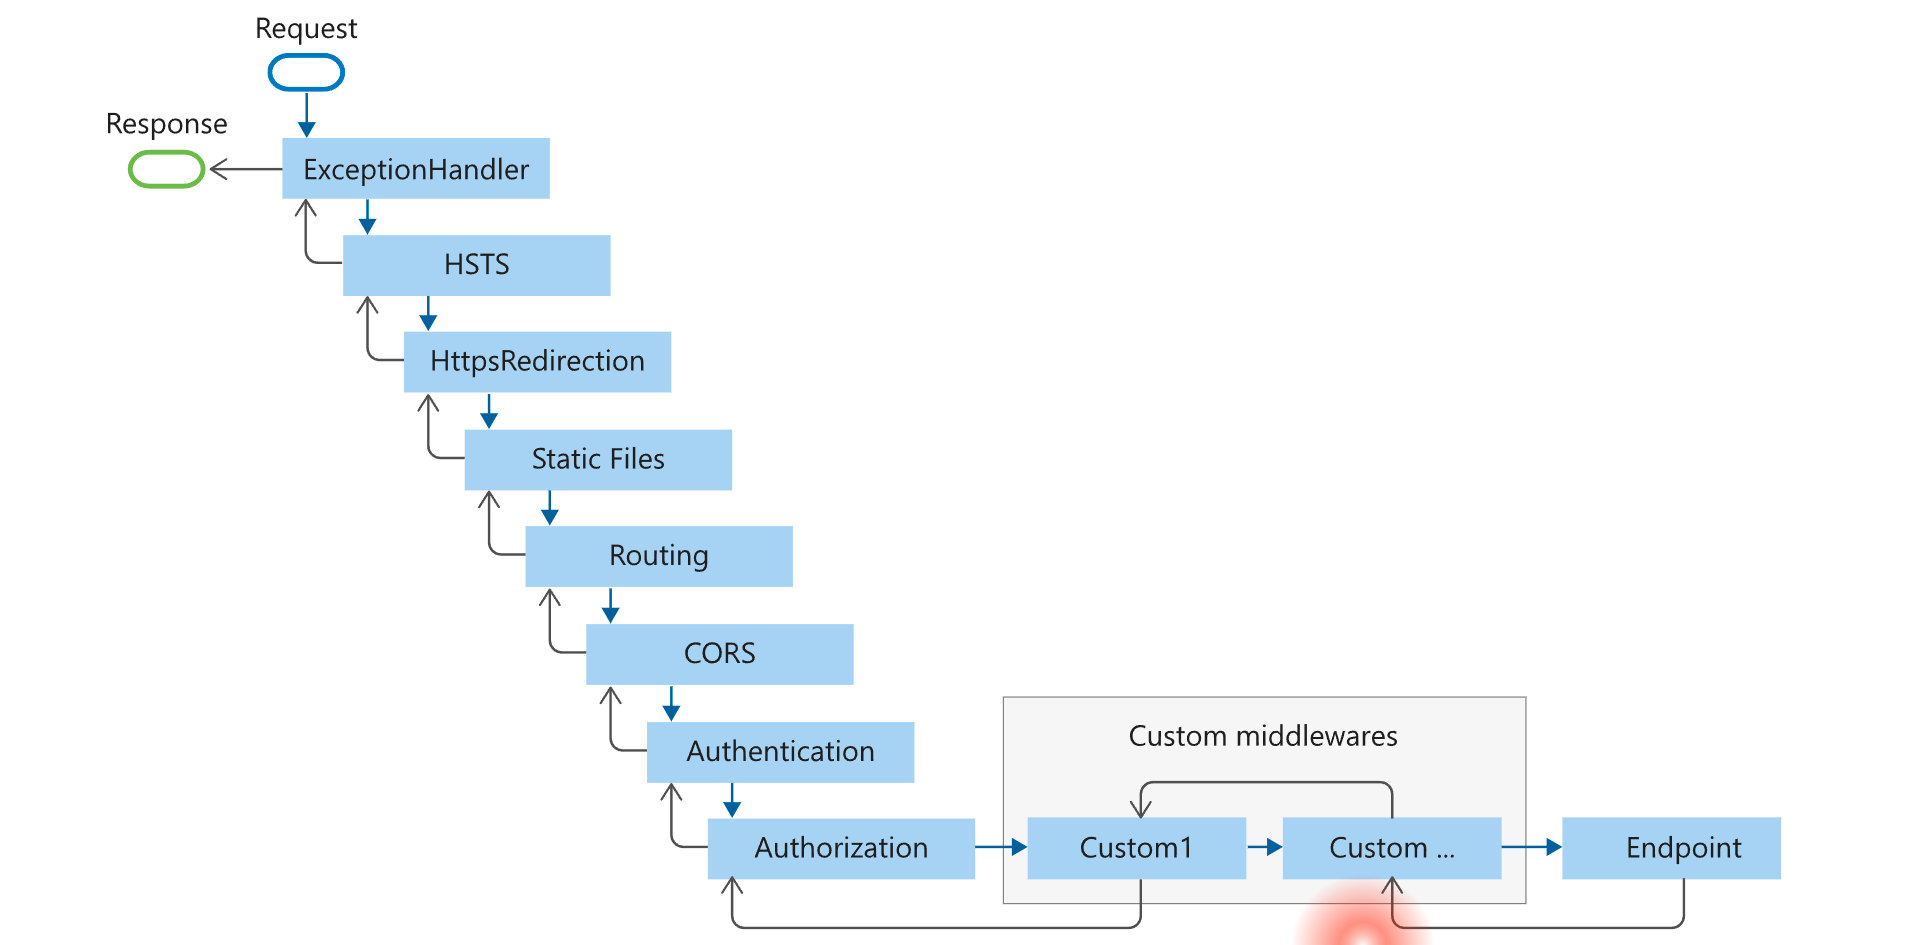 Request
Response
ExceptionHandler
HSTS
HttpsRedirection
Static Files
Routing
CORS
Authentication
Custom middlewares
Authorization
Custom1
Custom ...
Endpoint